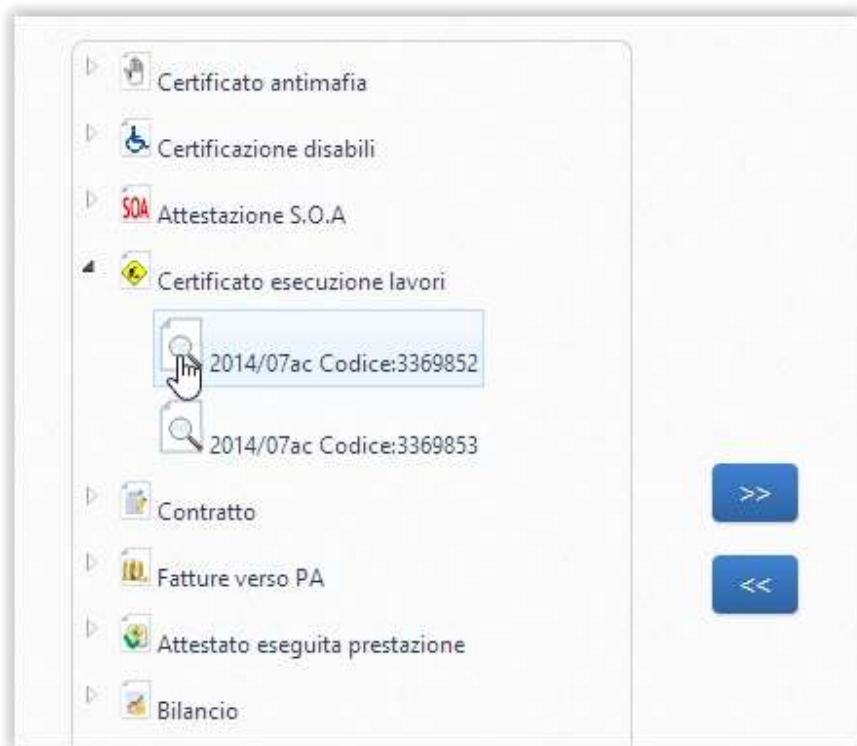 Certificato antimafia
Certificazione disabili
SOA Attestazione S.O.A
Certificato esecuzione lavori
2014/07ac Codice:3369852
2014/07ac Codice:3369853
>>
Contratto
Fatture verso PA
<<
Attestato eseguita prestazione
Bilancio